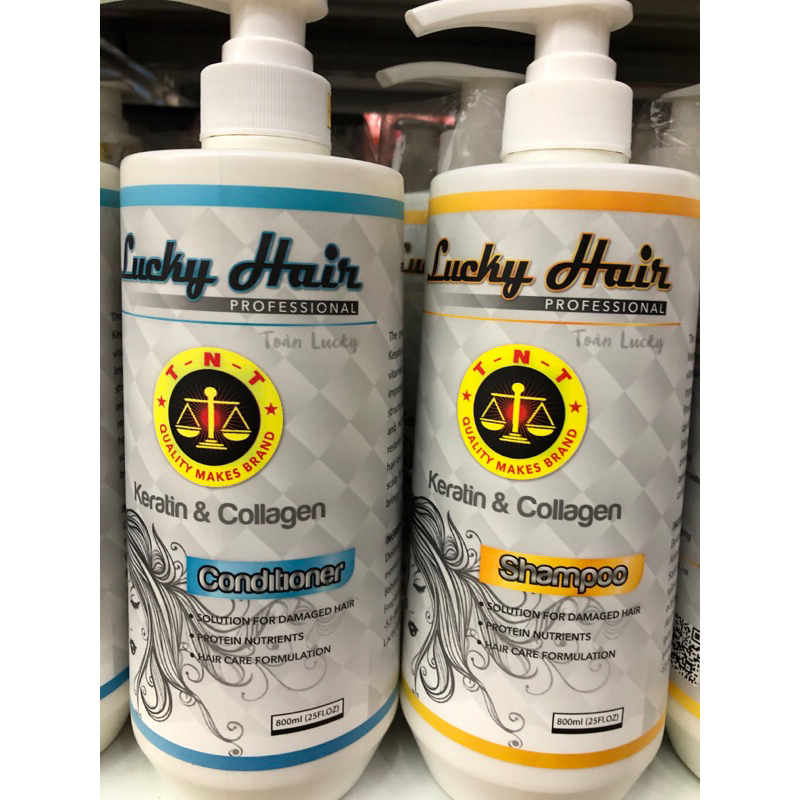 Lucky Hair
PROFESSIONAL
Toàn Lucky
T - N - T
QUALITY MAKES BRAND
Keratin & Collagen
Conditioner
• SOLUTION FOR DAMAGED HAIR
• PROTEIN NUTRIENTS
• HAIR CARE FORMULATION
800ml (25FLOZ)
Lucky Hair
PROFESSIONAL
Toàn Lucky
T - N - T
QUALITY MAKES BRAND
Keratin & Collagen
Shampoo
• SOLUTION FOR DAMAGED HAIR
• PROTEIN NUTRIENTS
• HAIR CARE FORMULATION
800ml (25FLOZ)